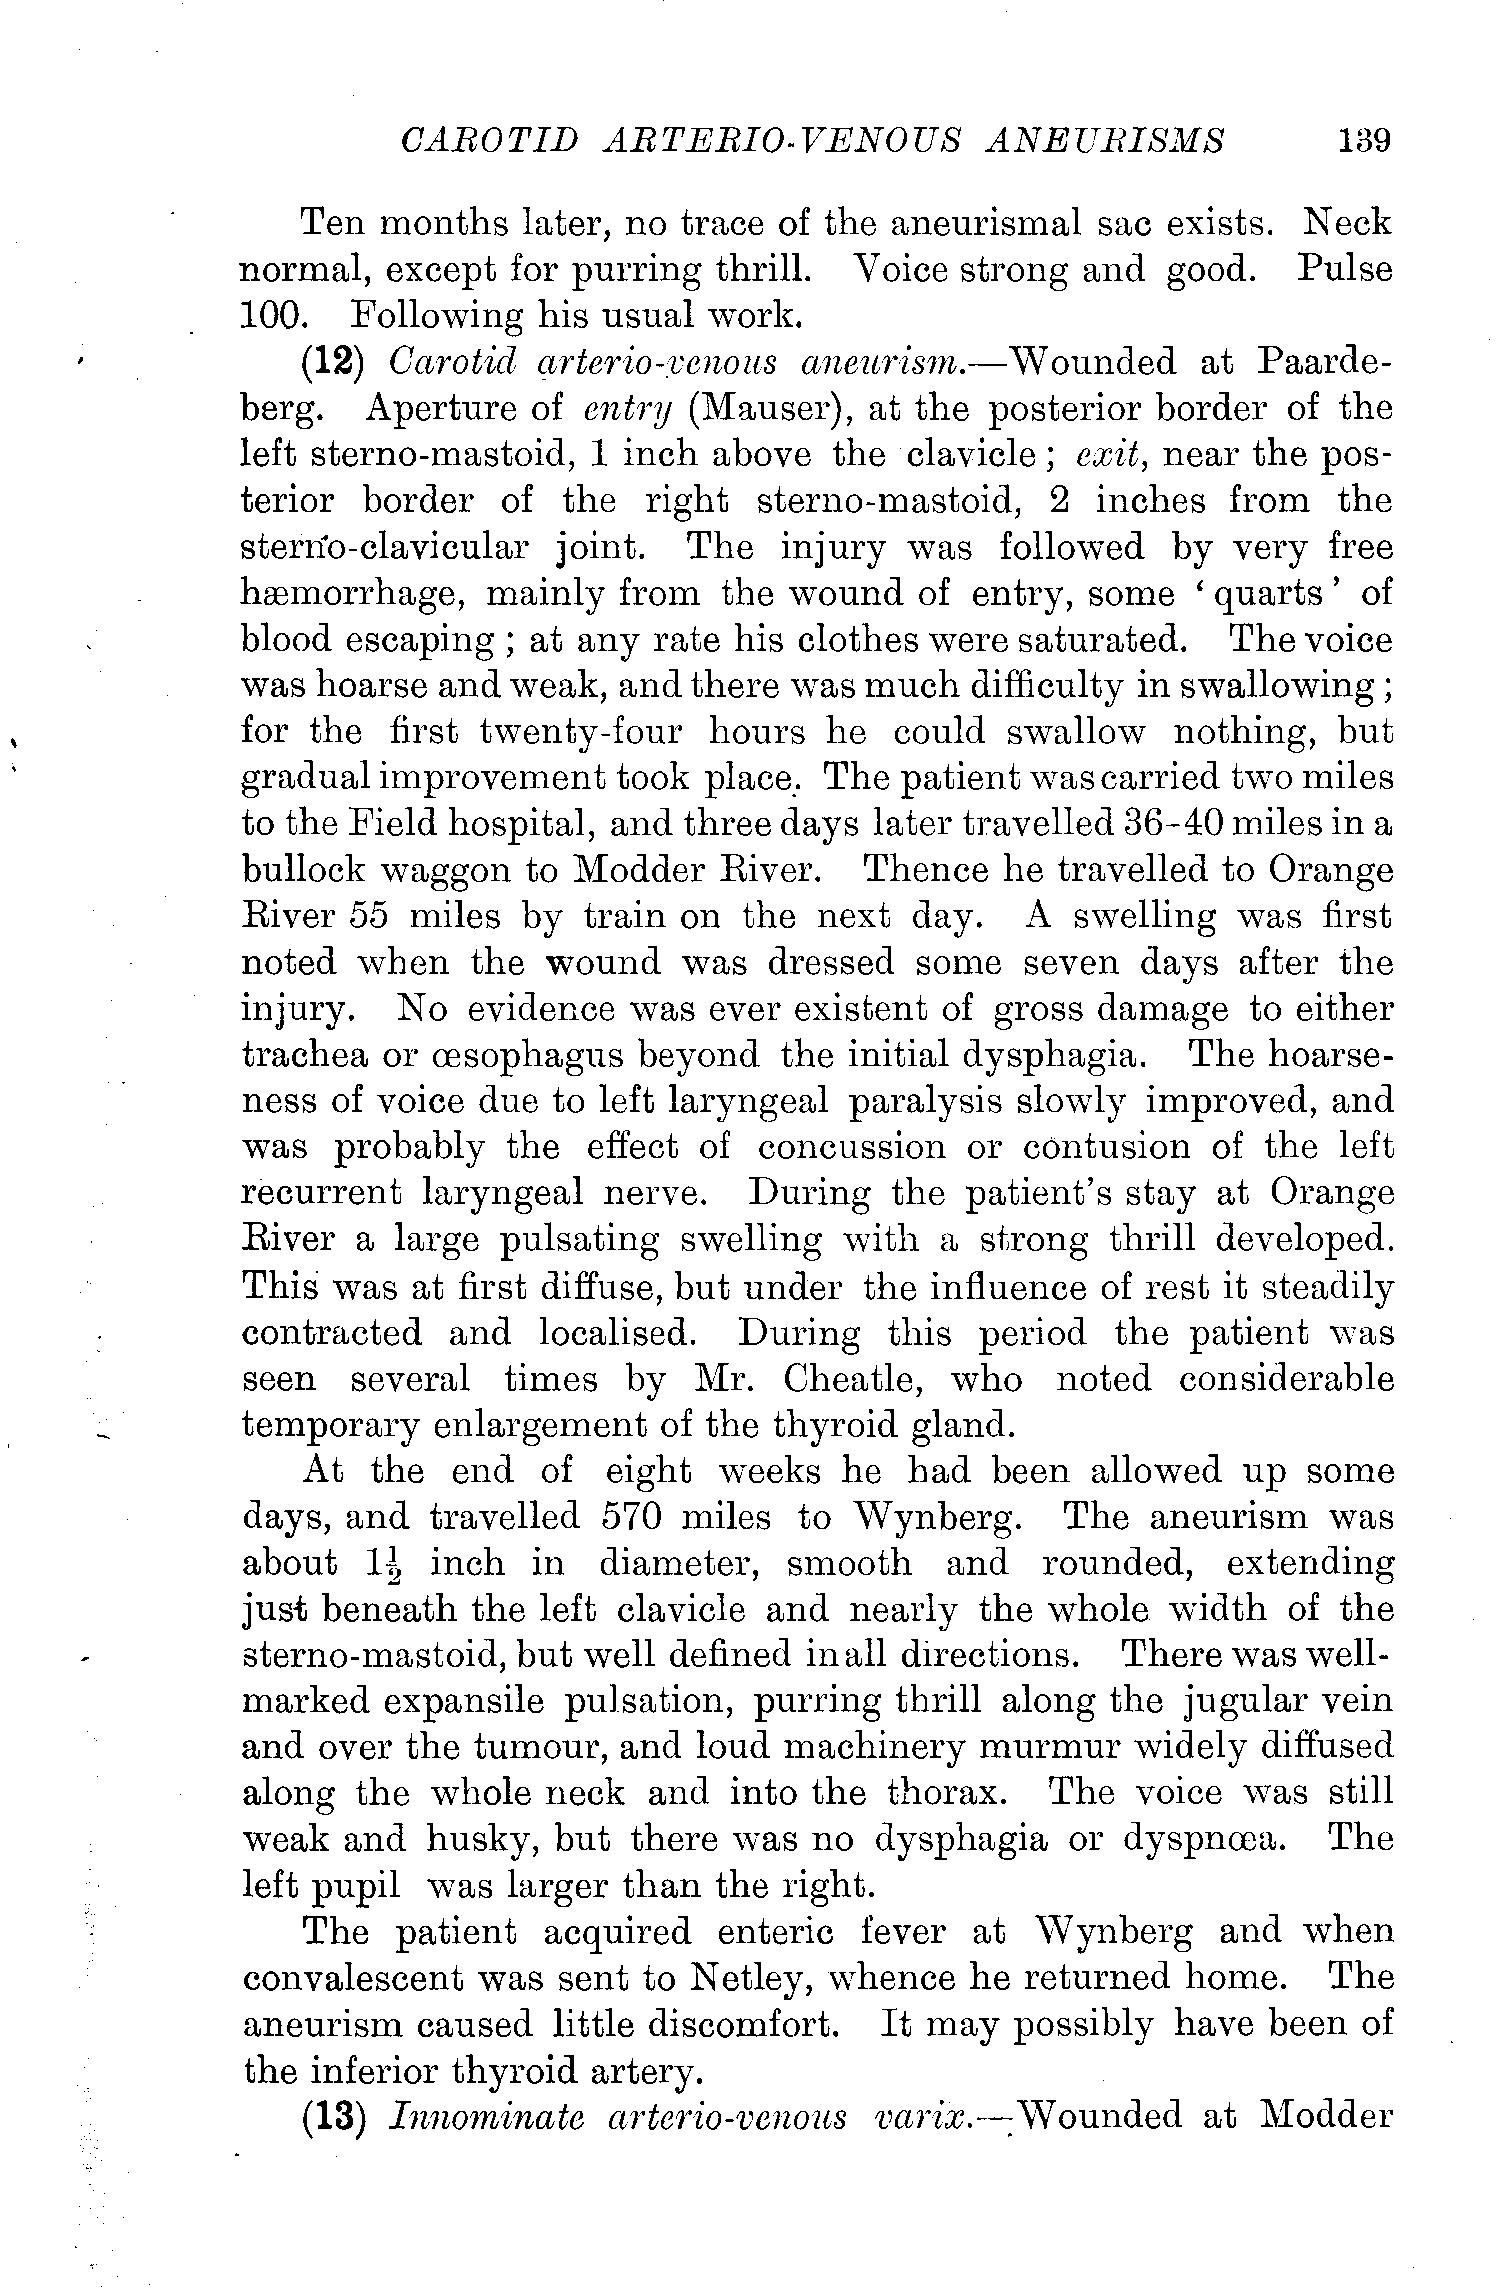 CAROTID ARTERIO-VENOUS ANEURISMS 139
Ten months later, no trace of the aneurismal sac exists. Neck
normal, except for purring thrill. Voice strong and good. Pulse
100. Following his usual work.
(12) Carotid arterio-venous aneurism.—Wounded at Paarde-
berg. Aperture of entry (Mauser), at the posterior border of the
left sterno-mastoid, 1 inch above the clavicle; exit, near the pos-
terior border of the right sterno-mastoid, 2 inches from the
sterno-clavicular joint. The injury was followed by very free
hæmorrhage, mainly from the wound of entry, some ‘quarts’ of
blood escaping; at any rate his clothes were saturated. The voice
was hoarse and weak, and there was much difficulty in swallowing;
for the first twenty-four hours he could swallow nothing, but
gradual improvement took place. The patient was carried two miles
to the Field hospital, and three days later travelled 36-40 miles in a
bullock waggon to Modder River. Thence he travelled to Orange
River 55 miles by train on the next day. A swelling was first
noted when the wound was dressed some seven days after the
injury. No evidence was ever existent of gross damage to either
trachea or œsophagus beyond the initial dysphagia. The hoarse-
ness of voice due to left laryngeal paralysis slowly improved, and
was probably the effect of concussion or contusion of the left
recurrent laryngeal nerve. During the patient's stay at Orange
River a large pulsating swelling with a strong thrill developed.
This was at first diffuse, but under the influence of rest it steadily
contracted and localised. During this period the patient was
seen several times by Mr. Cheatle, who noted considerable
temporary enlargement of the thyroid gland.
At the end of eight weeks he had been allowed up some
days, and travelled 570 miles to Wynberg. The aneurism was
about 1½ inch in diameter, smooth and rounded, extending
just beneath the left clavicle and nearly the whole width of the
sterno-mastoid, but well defined in all directions. There was well-
marked expansile pulsation, purring thrill along the jugular vein
and over the tumour, and loud machinery murmur widely diffused
along the whole neck and into the thorax. The voice was still
weak and husky, but there was no dysphagia or dyspnœa. The
left pupil was larger than the right.
The patient acquired enteric fever at Wynberg and when
convalescent was sent to Netley, whence he returned home. The
aneurism caused little discomfort. It may possibly have been of
the inferior thyroid artery.
(13) Innominate arterio-venous varix.—Wounded at Modder